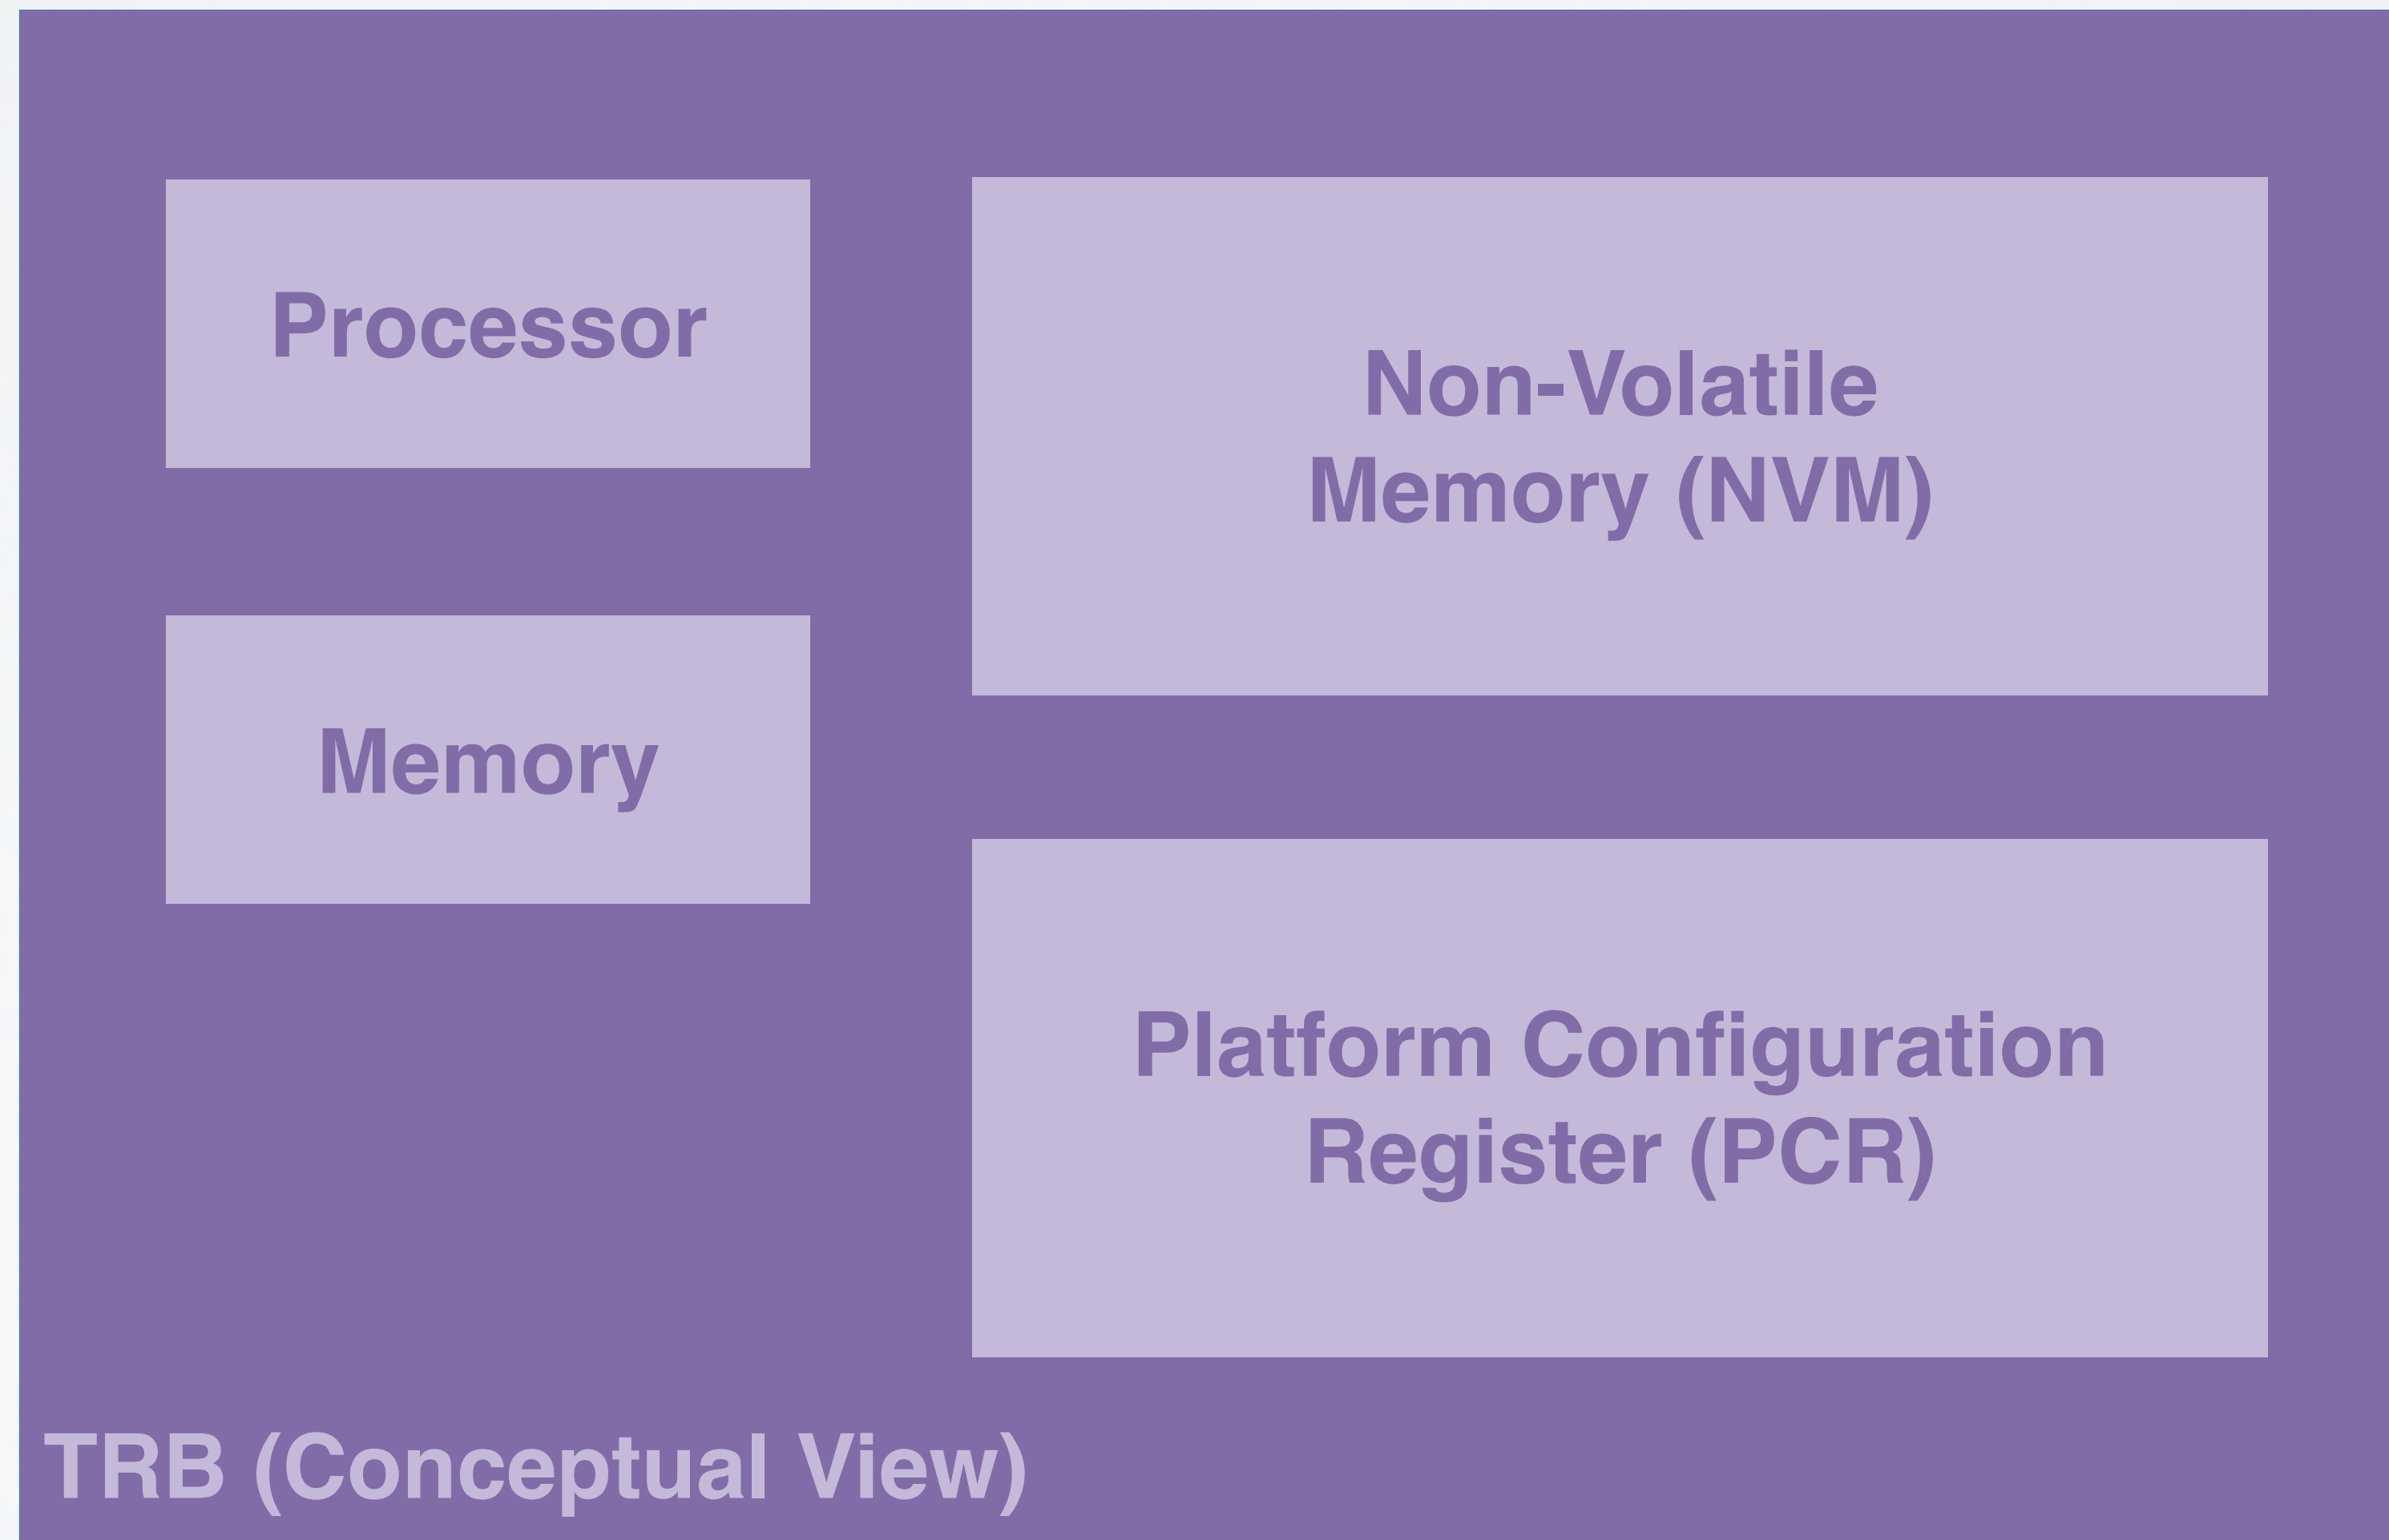 Processor
Non-Volatile
Memory (NVM)
Memory
Platform Configuration
Register (PCR)
TRB (Conceptual View)